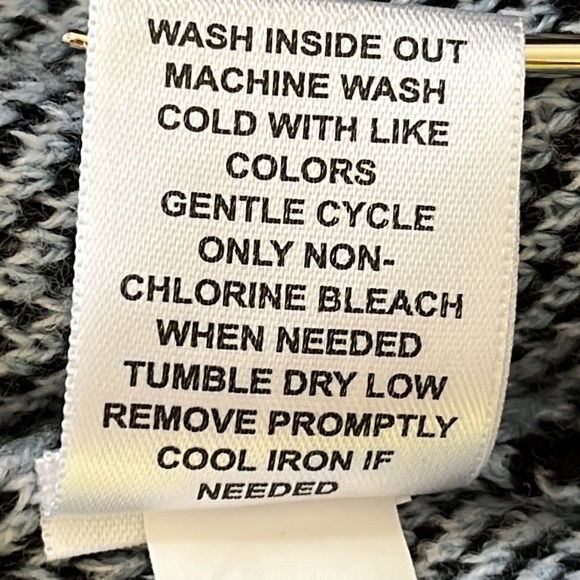 WASH INSIDE OUT
MACHINE WASH
COLD WITH LIKE
COLORS
GENTLE CYCLE
ONLY NON-
CHLORINE BLEACH
WHEN NEEDED
TUMBLE DRY LOW
REMOVE PROMPTLY
COOL IRON IF
NEEDED